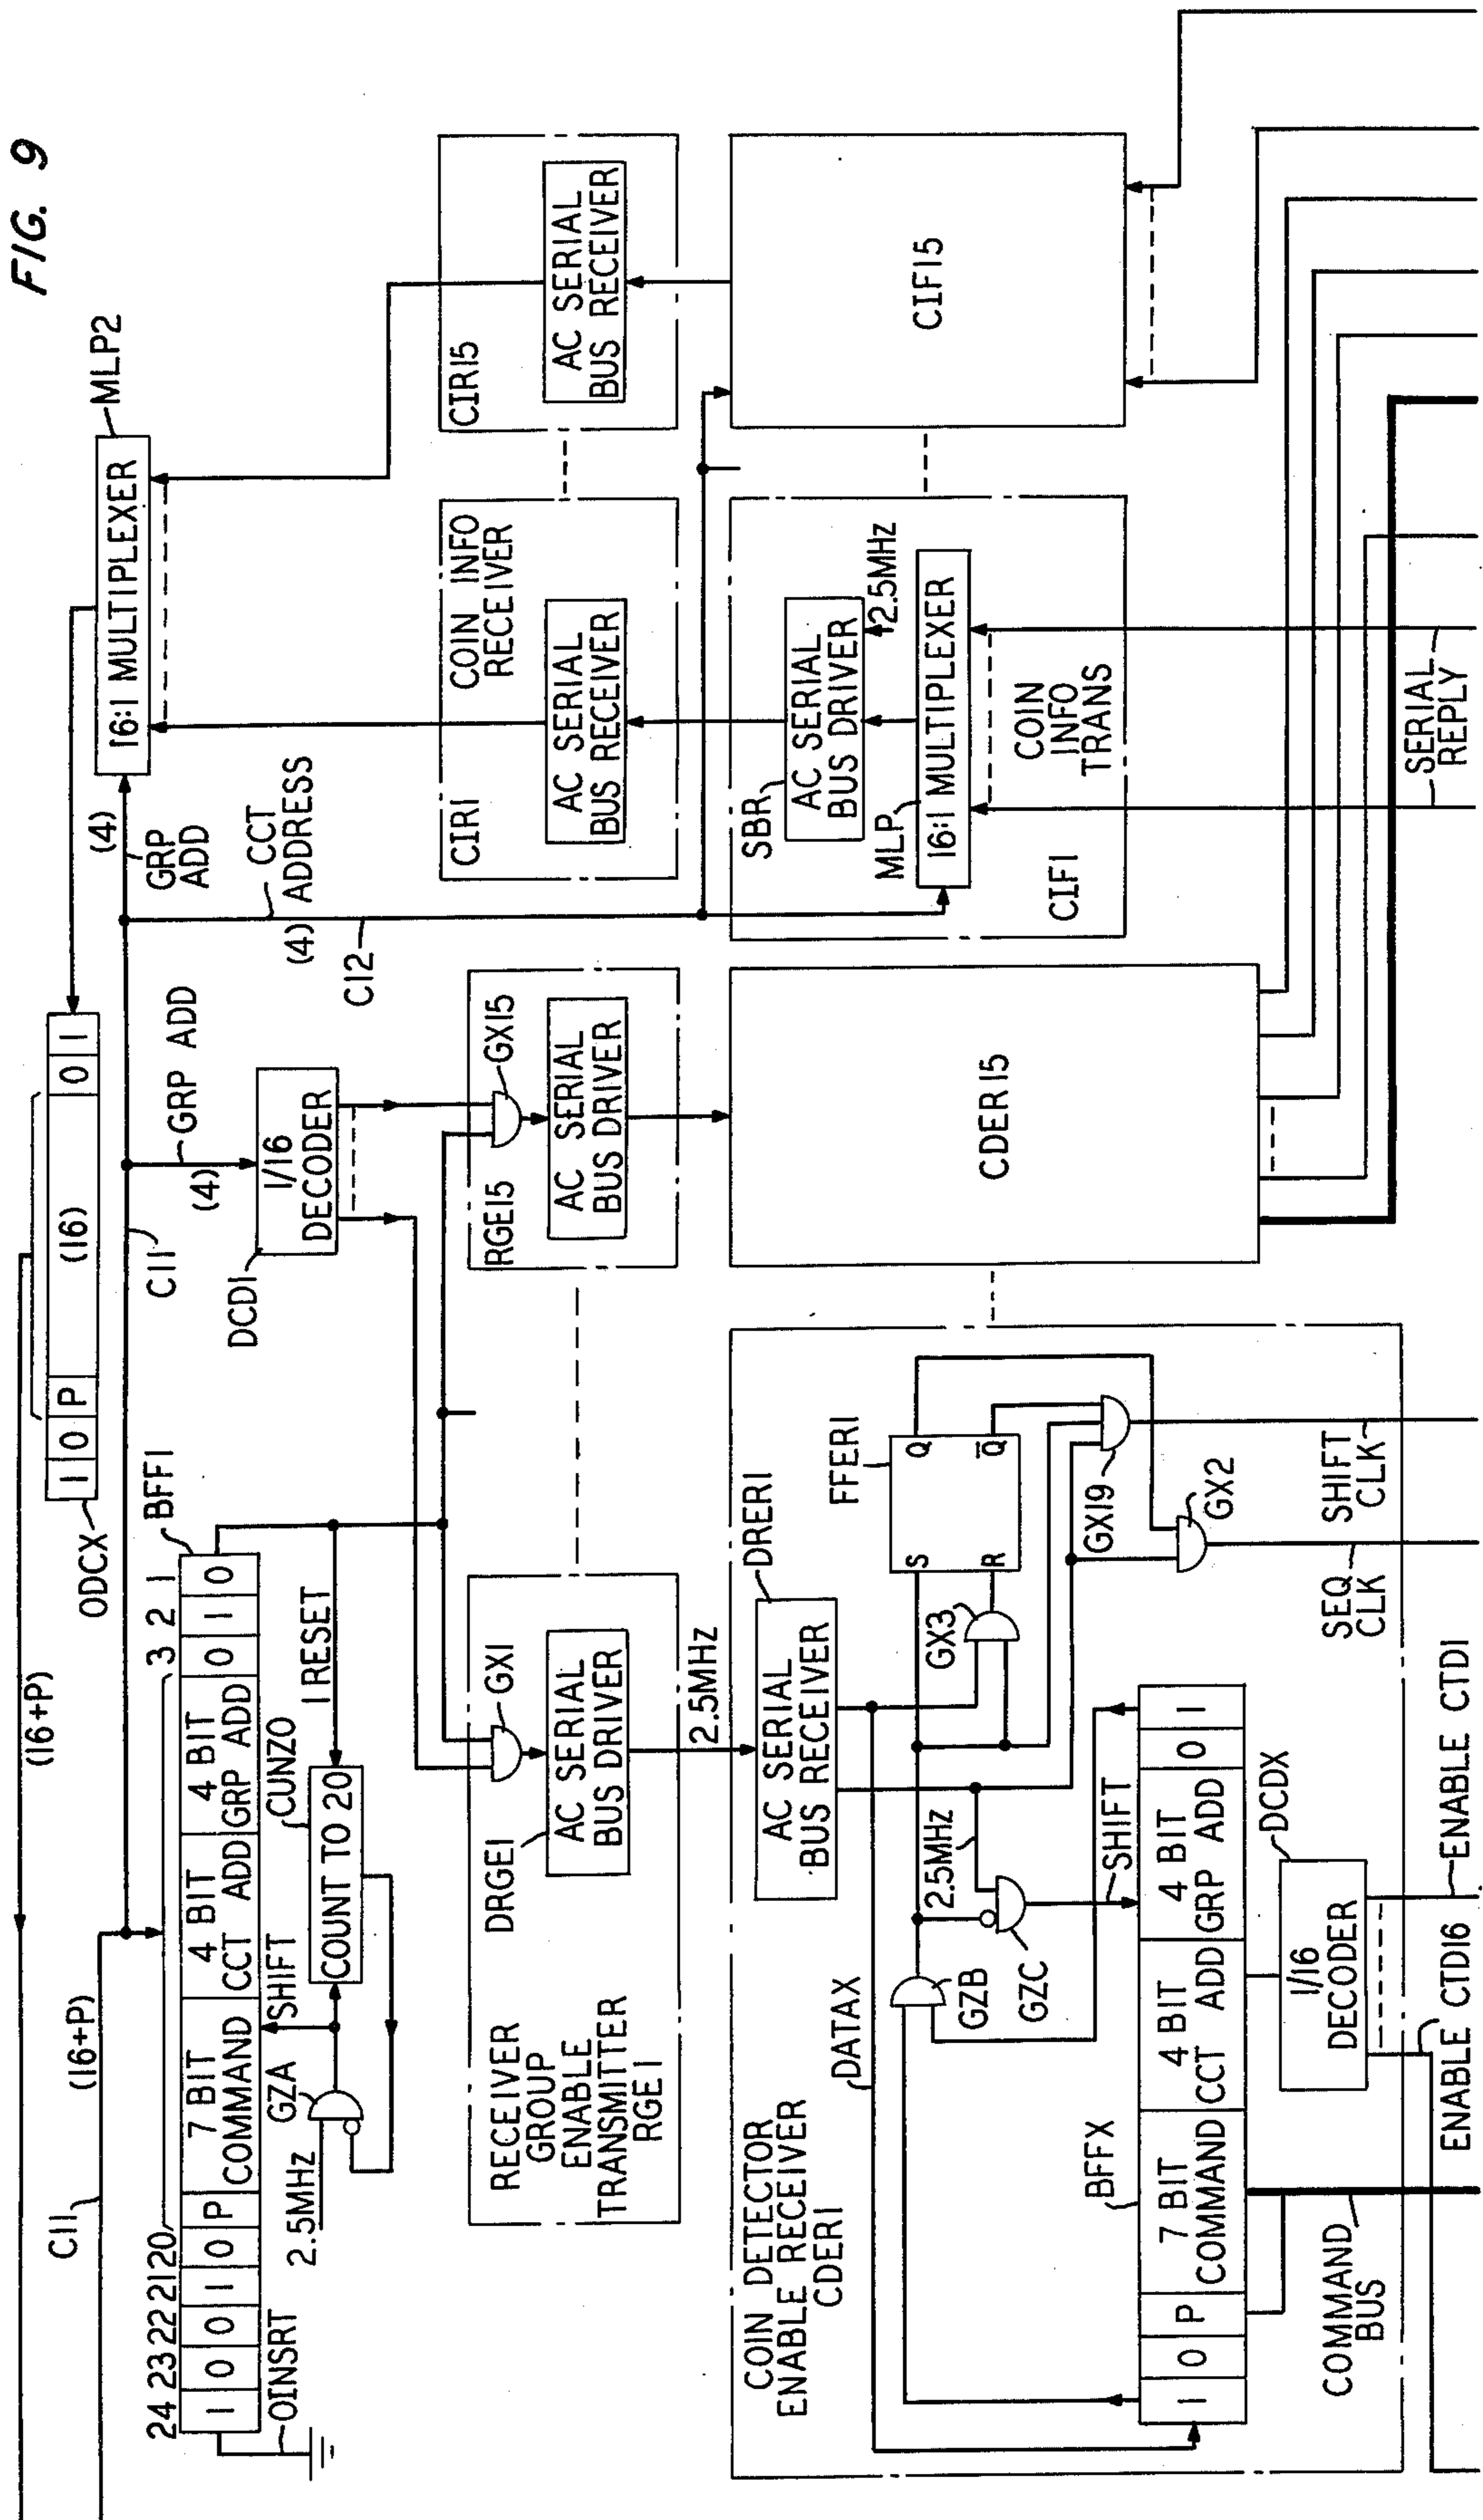 FIG. 9
(16+P)
C11
(16+P)
ODCX
1 0 P (16) 0 1
C11
GRP ADD
(4)
(4)
GRP
ADD
16:1 MULTIPLEXER
MLP2
24 23 22 21 20
3 2 1
BFF1
1 0 0 1 0 P
7 BIT
COMMAND
4 BIT
CCT ADD
4 BIT
GRP ADD
0 1 0
OINSRT
2.5MHz
GZA
SHIFT
COUNT TO 20
CUNZO
1 RESET
DCD1
1/16
DECODER
CCT
ADDRESS
(4)
C12
RECEIVER
GROUP
ENABLE
TRANSMITTER
RGE1
DRGE1
GX1
AC SERIAL
BUS DRIVER
2.5MHz
RGE15
GX15
AC SERIAL
BUS DRIVER
CIR1
COIN INFO
RECEIVER
AC SERIAL
BUS RECEIVER
CIR15
AC SERIAL
BUS RECEIVER
COIN DETECTOR
ENABLE RECEIVER
CDER1
DATAX
AC SERIAL
BUS RECEIVER
DRER1
2.5MHz
GZB
GZC
SHIFT
GX3
FFER1
S
R
Q
Q̅
GX19
GX2
BFFX
1 0 P
7 BIT
COMMAND
4 BIT
CCT ADD
4 BIT
GRP ADD
0 1
1/16
DECODER
DCDX
COMMAND
BUS
ENABLE CTD16
ENABLE CTD1
SEQ
CLK
SHIFT
CLK
CDER15
SBR
AC SERIAL
BUS DRIVER
2.5MHz
MLP
16:1 MULTIPLEXER
CIF1
COIN
INFO
TRANS
CIF15
SERIAL
REPLY